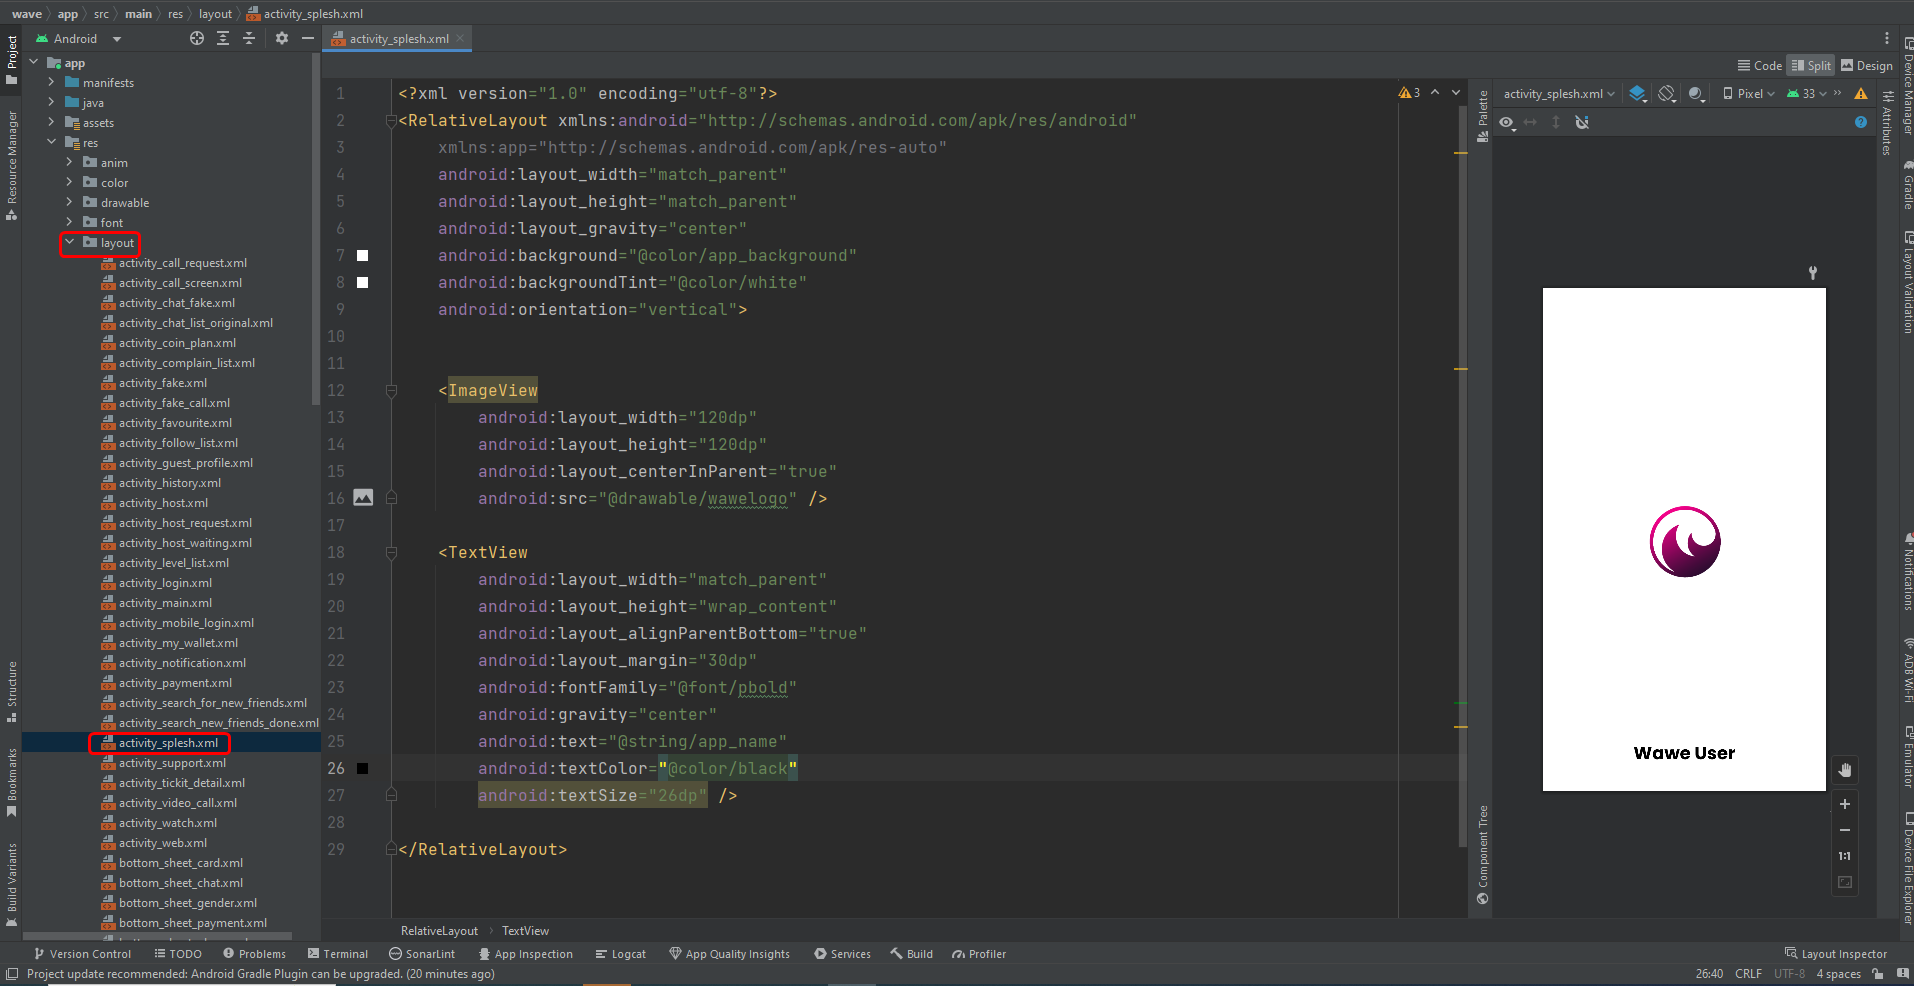 wave app src main res layout activity_splesh.xml
Project
Resource Manager
Structure
Bookmarks
Build Variants
Android
app
manifests
java
assets
res
anim
color
drawable
font
layout
activity_call_request.xml
activity_call_screen.xml
activity_chat_fake.xml
activity_chat_list_original.xml
activity_coin_plan.xml
activity_complain_list.xml
activity_fake.xml
activity_fake_call.xml
activity_favourite.xml
activity_follow_list.xml
activity_guest_profile.xml
activity_history.xml
activity_host.xml
activity_host_request.xml
activity_host_waiting.xml
activity_level_list.xml
activity_login.xml
activity_main.xml
activity_mobile_login.xml
activity_my_wallet.xml
activity_notification.xml
activity_payment.xml
activity_search_for_new_friends.xml
activity_search_new_friends_done.xml
activity_splesh.xml
activity_support.xml
activity_tickit_detail.xml
activity_video_call.xml
activity_watch.xml
activity_web.xml
bottom_sheet_card.xml
bottom_sheet_chat.xml
bottom_sheet_gender.xml
bottom_sheet_payment.xml
activity_splesh.xml
Code Split Design
3
1 <?xml version="1.0" encoding="utf-8"?>
2 <RelativeLayout xmlns:android="http://schemas.android.com/apk/res/android"
3 xmlns:app="http://schemas.android.com/apk/res-auto"
4 android:layout_width="match_parent"
5 android:layout_height="match_parent"
6 android:layout_gravity="center"
7 android:background="@color/app_background"
8 android:backgroundTint="@color/white"
9 android:orientation="vertical">
10
11
12 <ImageView
13 android:layout_width="120dp"
14 android:layout_height="120dp"
15 android:layout_centerInParent="true"
16 android:src="@drawable/wawelogo" />
17
18 <TextView
19 android:layout_width="match_parent"
20 android:layout_height="wrap_content"
21 android:layout_alignParentBottom="true"
22 android:layout_margin="30dp"
23 android:fontFamily="@font/pbold"
24 android:gravity="center"
25 android:text="@string/app_name"
26 android:textColor="@color/black"
27 android:textSize="26dp" />
28
29 </RelativeLayout>
RelativeLayout TextView
Palette
Component Tree
activity_splesh.xml Pixel 33
Wawe User
1:1
Attributes
Device Manager
Gradle
Layout Validation
Notifications
ADB Wi-Fi
Emulator
Device File Explorer
Version Control TODO Problems Terminal SonarLint App Inspection Logcat App Quality Insights Services Build Profiler Layout Inspector
Project update recommended: Android Gradle Plugin can be upgraded. (20 minutes ago) 26:40 CRLF UTF-8 4 spaces